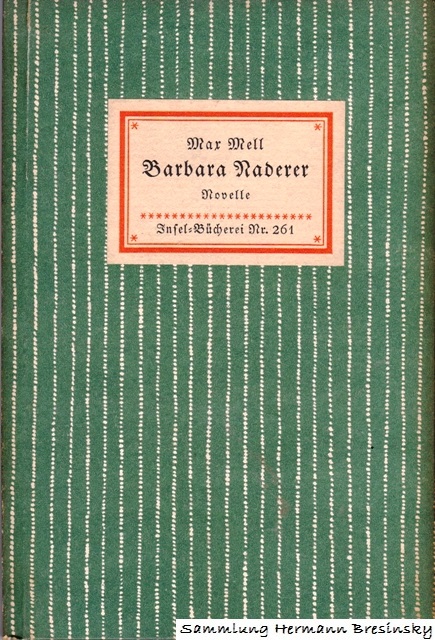 Max Mell
Barbara Naderer
Novelle
Insel-Bücherei Nr. 261
Sammlung Hermann Bresinsky